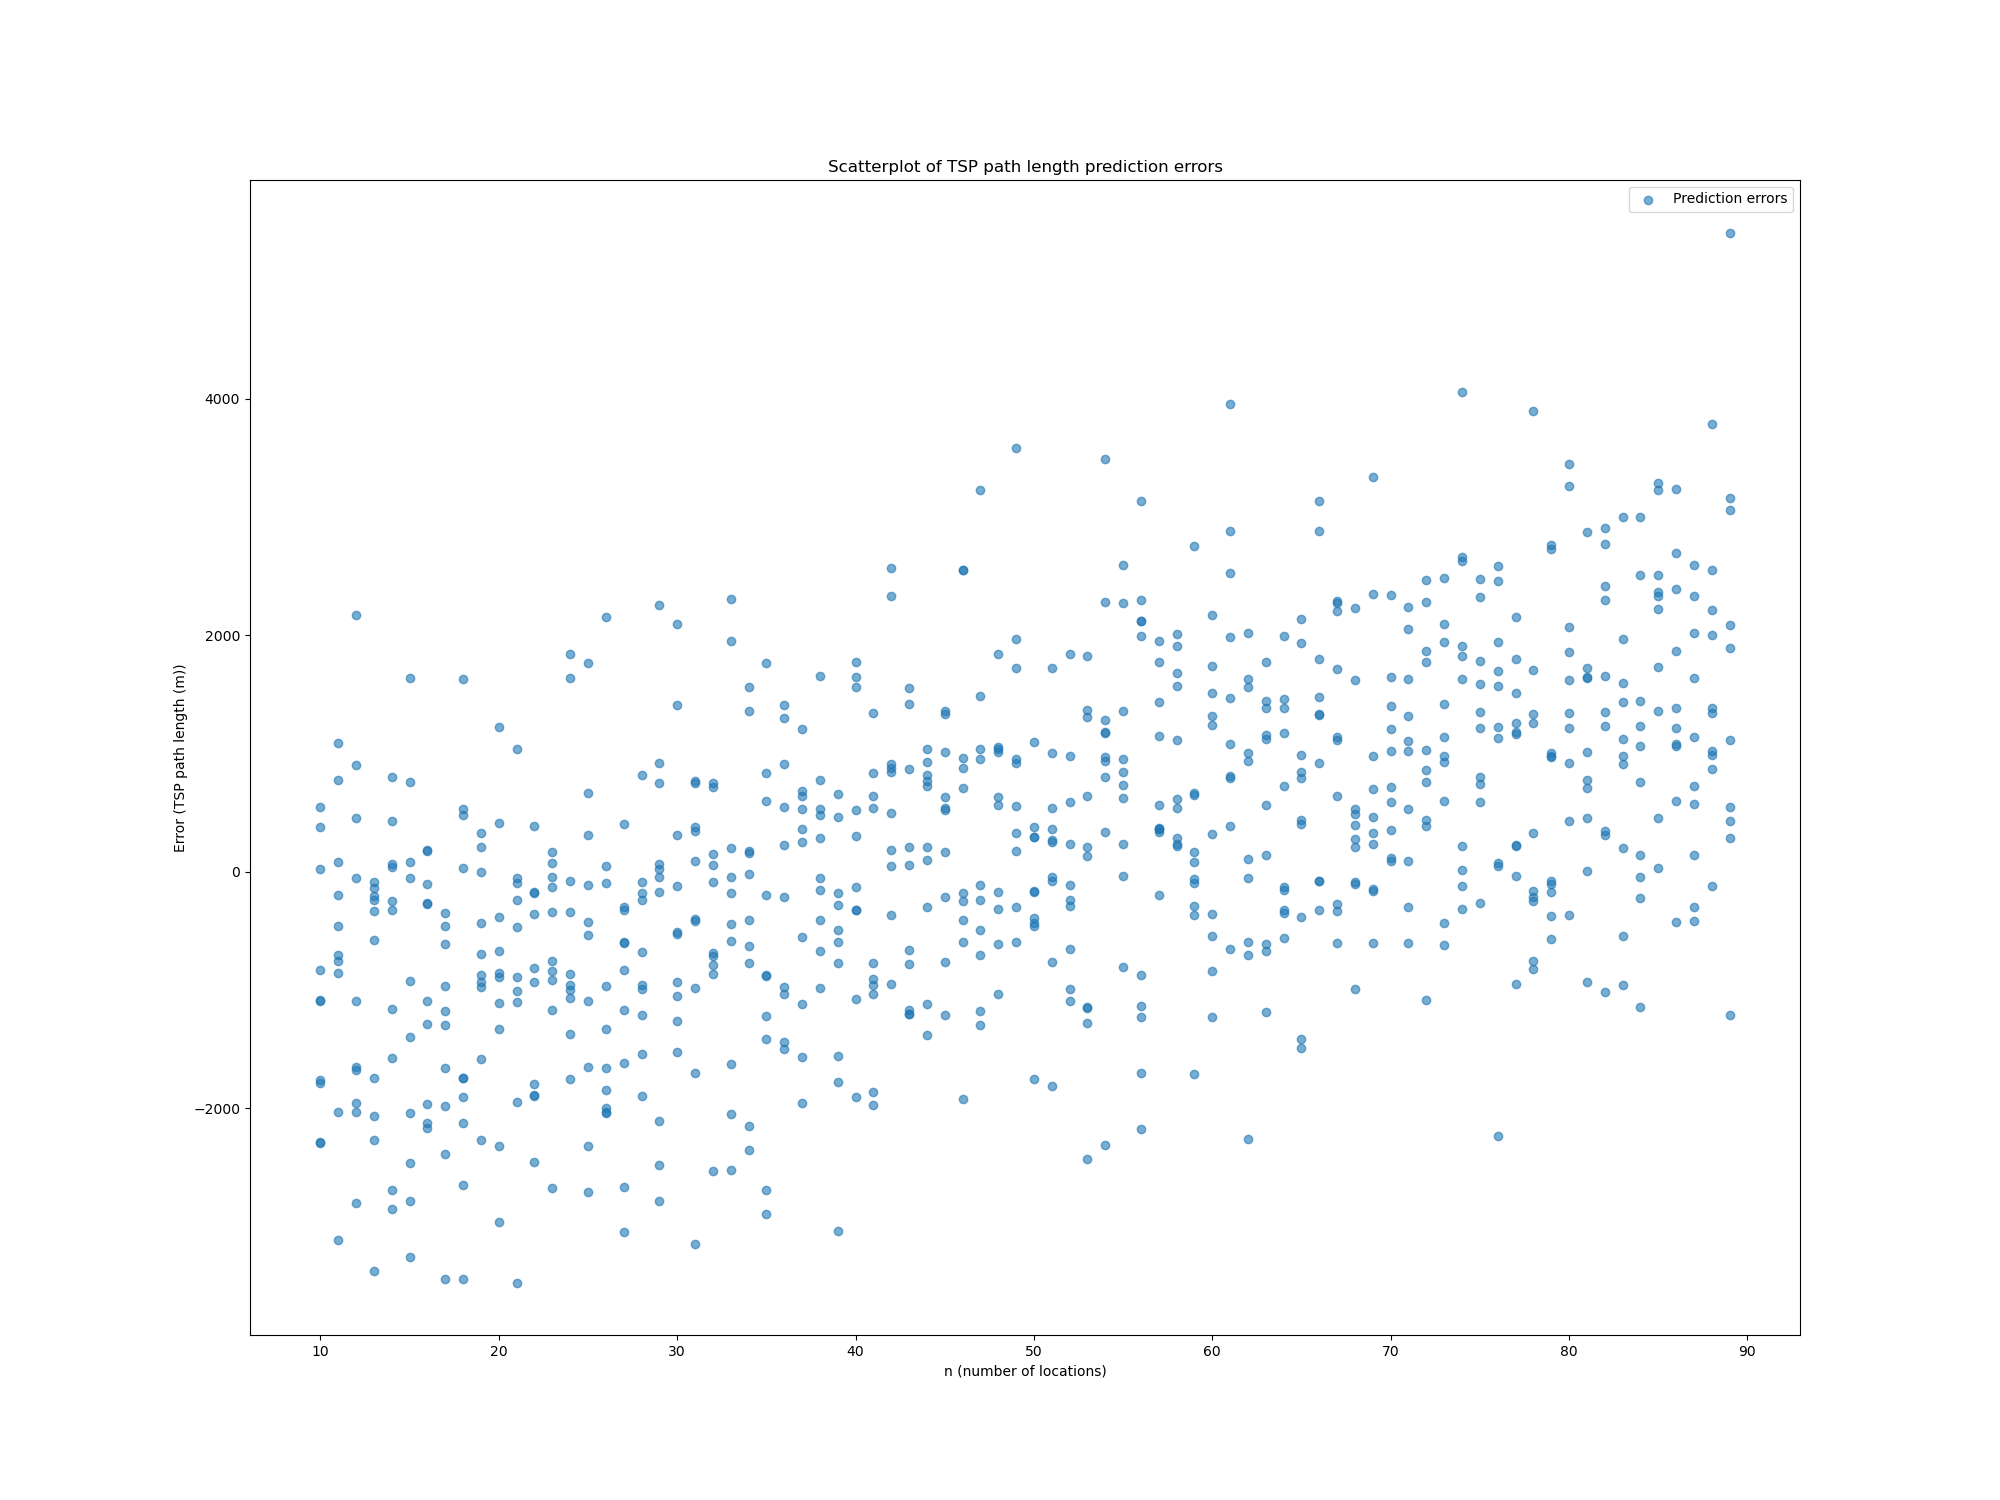 Scatterplot of TSP path length prediction errors
Prediction errors
Error (TSP path length (m))
4000
2000
0
−2000
10 20 30 40 50 60 70 80 90
n (number of locations)